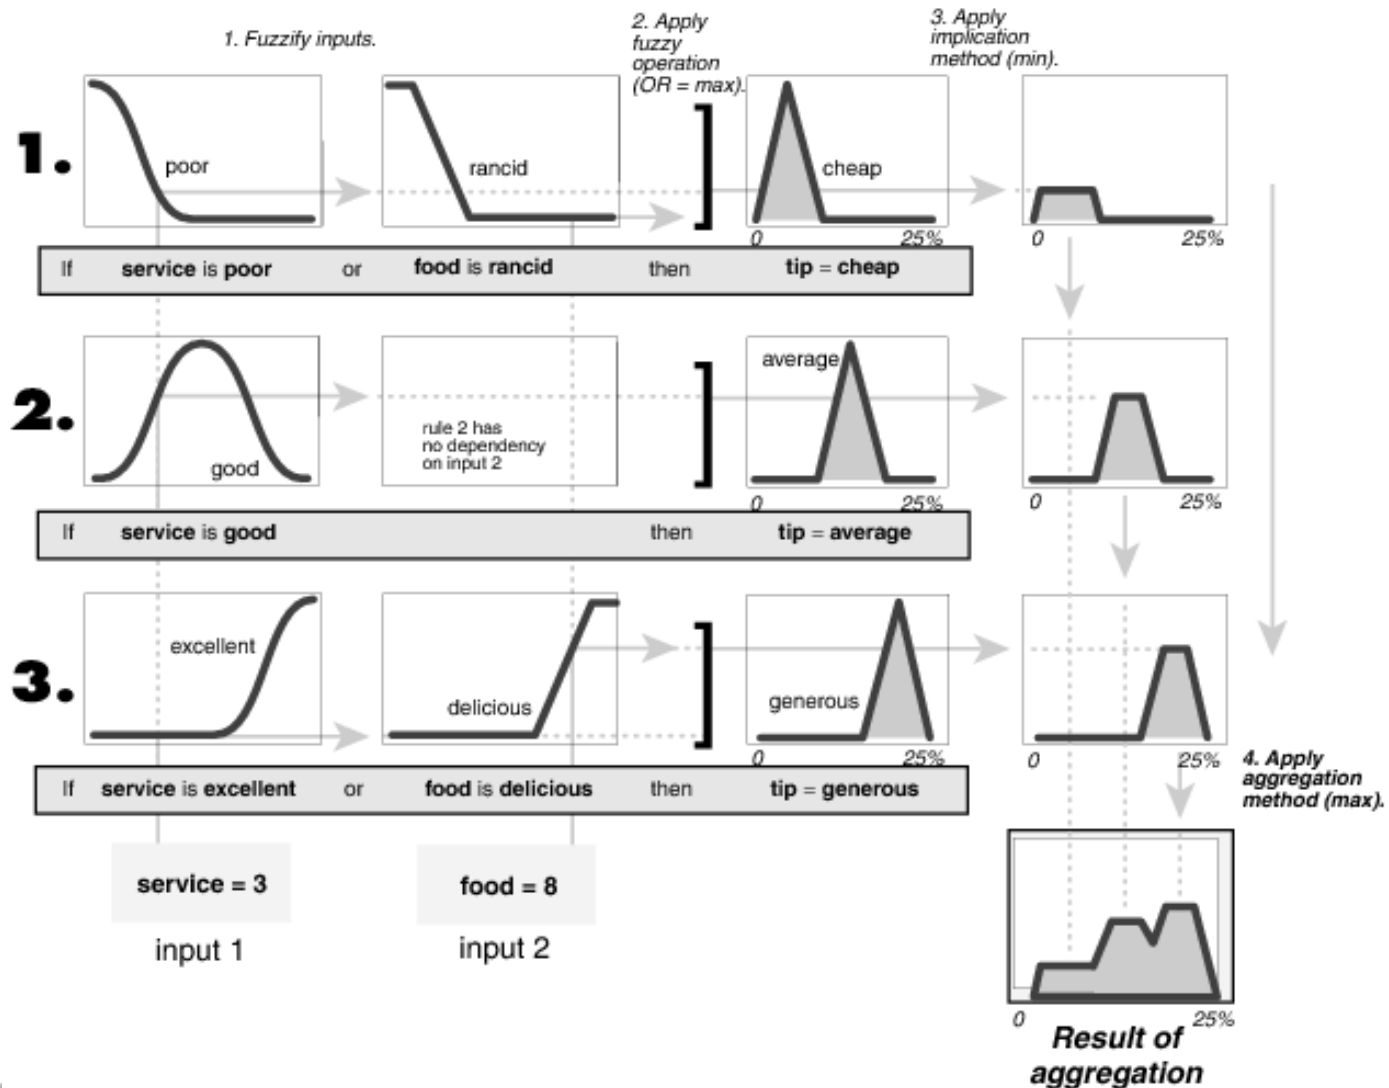 1. Fuzzify inputs.
2. Apply
fuzzy
operation
(OR = max).
3. Apply
implication
method (min).
1.
poor
rancid
cheap
0
25%
0
25%
If service is poor or food is rancid then tip = cheap
2.
good
rule 2 has
no dependency
on input 2
average
0
25%
0
25%
If service is good then tip = average
3.
excellent
delicious
generous
0
25%
0
25%
If service is excellent or food is delicious then tip = generous
4. Apply
aggregation
method (max).
service = 3
food = 8
input 1
input 2
0
25%
Result of
aggregation